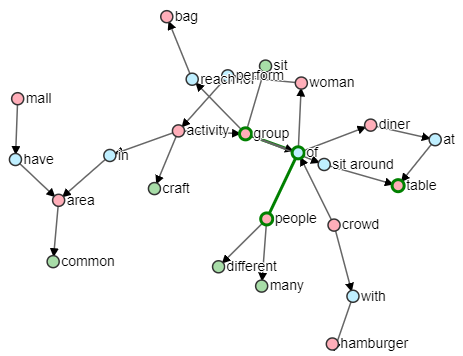 bag
sit
reach near
perform
woman
mall
activity
group
diner
at
have
in
of
sit around
craft
table
area
people
crowd
common
different
many
with
hamburger